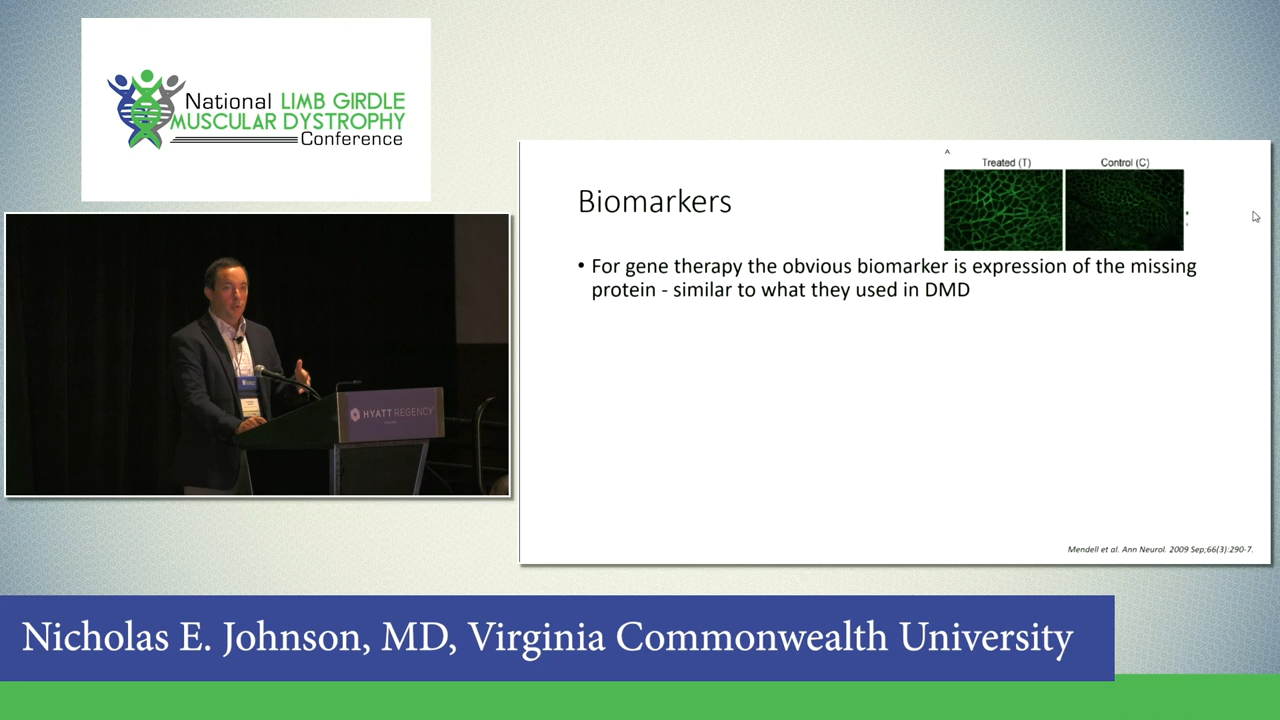 National LIMB GIRDLE
MUSCULAR DYSTROPHY
Conference
A
Treated (T)
Control (C)
Biomarkers
• For gene therapy the obvious biomarker is expression of the missing
protein - similar to what they used in DMD
HYATT REGENCY
Mendell et al. Ann Neurol. 2009 Sep;66(3):290-7.
Nicholas E. Johnson, MD, Virginia Commonwealth University